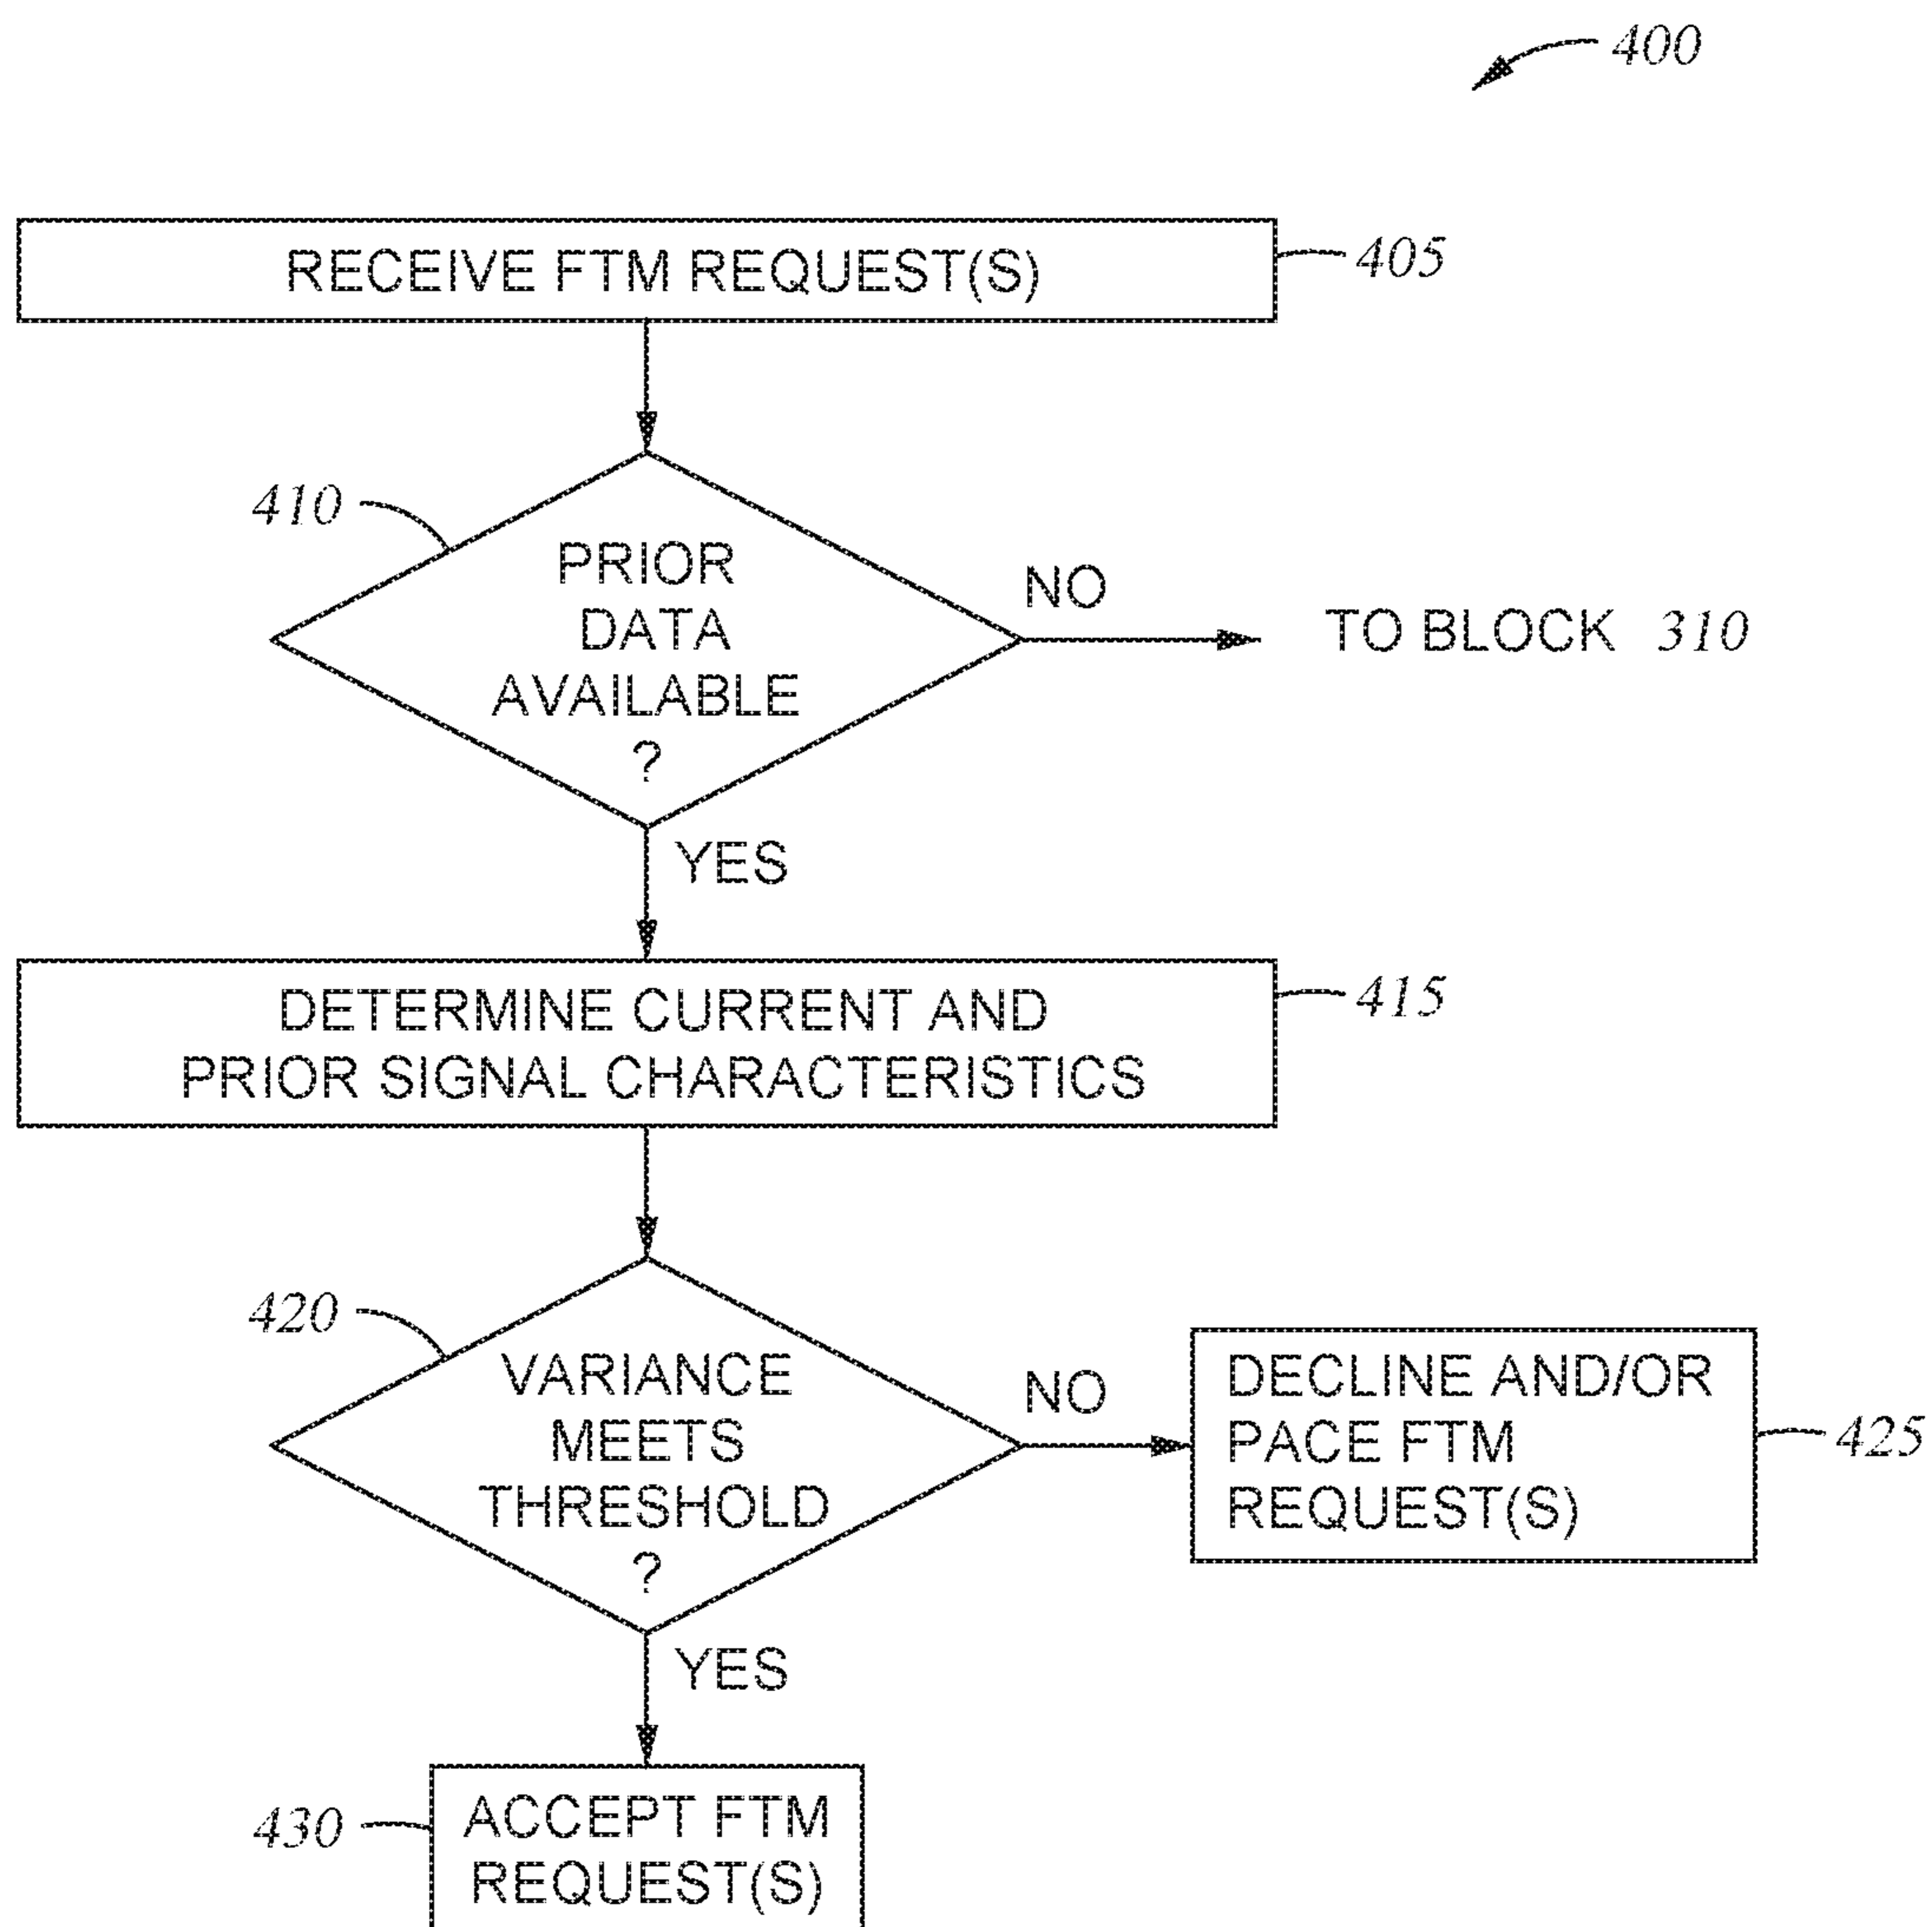 400
RECEIVE FTM REQUEST(S)
405
410
PRIOR
DATA
AVAILABLE
?
NO
TO BLOCK 310
YES
DETERMINE CURRENT AND
PRIOR SIGNAL CHARACTERISTICS
415
420
VARIANCE
MEETS
THRESHOLD
?
NO
DECLINE AND/OR
PACE FTM
REQUEST(S)
425
YES
430
ACCEPT FTM
REQUEST(S)